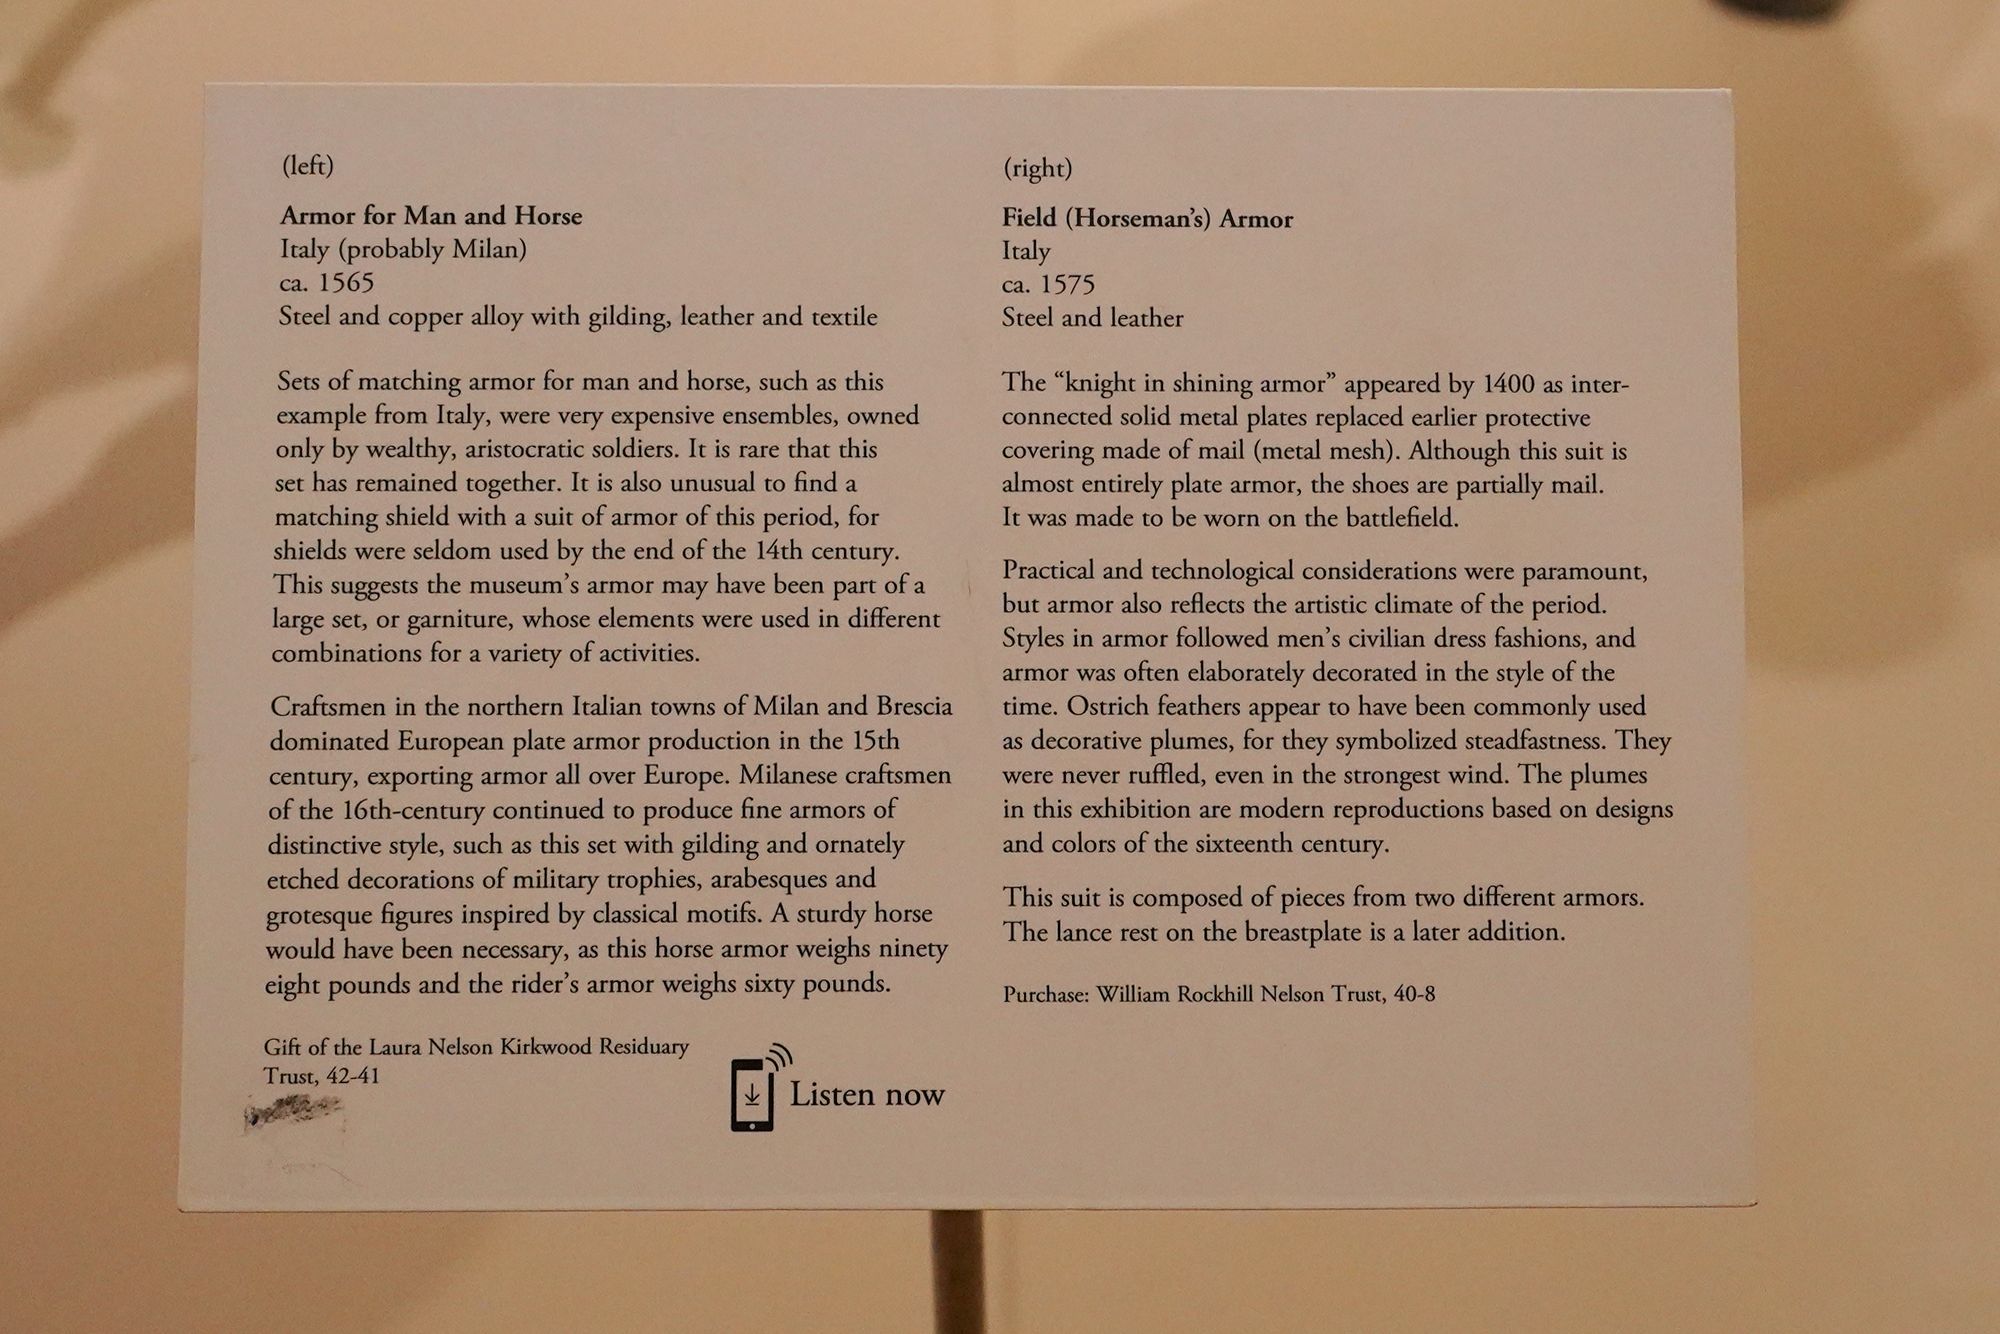 (left)
Armor for Man and Horse
Italy (probably Milan)
ca. 1565
Steel and copper alloy with gilding, leather and textile
Sets of matching armor for man and horse, such as this
example from Italy, were very expensive ensembles, owned
only by wealthy, aristocratic soldiers. It is rare that this
set has remained together. It is also unusual to find a
matching shield with a suit of armor of this period, for
shields were seldom used by the end of the 14th century.
This suggests the museum's armor may have been part of a
large set, or garniture, whose elements were used in different
combinations for a variety of activities.
Craftsmen in the northern Italian towns of Milan and Brescia
dominated European plate armor production in the 15th
century, exporting armor all over Europe. Milanese craftsmen
of the 16th-century continued to produce fine armors of
distinctive style, such as this set with gilding and ornately
etched decorations of military trophies, arabesques and
grotesque figures inspired by classical motifs. A sturdy horse
would have been necessary, as this horse armor weighs ninety
eight pounds and the rider's armor weighs sixty pounds.
Gift of the Laura Nelson Kirkwood Residuary
Trust, 42-41
Listen now
(right)
Field (Horseman's) Armor
Italy
ca. 1575
Steel and leather
The “knight in shining armor” appeared by 1400 as inter-
connected solid metal plates replaced earlier protective
covering made of mail (metal mesh). Although this suit is
almost entirely plate armor, the shoes are partially mail.
It was made to be worn on the battlefield.
Practical and technological considerations were paramount,
but armor also reflects the artistic climate of the period.
Styles in armor followed men's civilian dress fashions, and
armor was often elaborately decorated in the style of the
time. Ostrich feathers appear to have been commonly used
as decorative plumes, for they symbolized steadfastness. They
were never ruffled, even in the strongest wind. The plumes
in this exhibition are modern reproductions based on designs
and colors of the sixteenth century.
This suit is composed of pieces from two different armors.
The lance rest on the breastplate is a later addition.
Purchase: William Rockhill Nelson Trust, 40-8